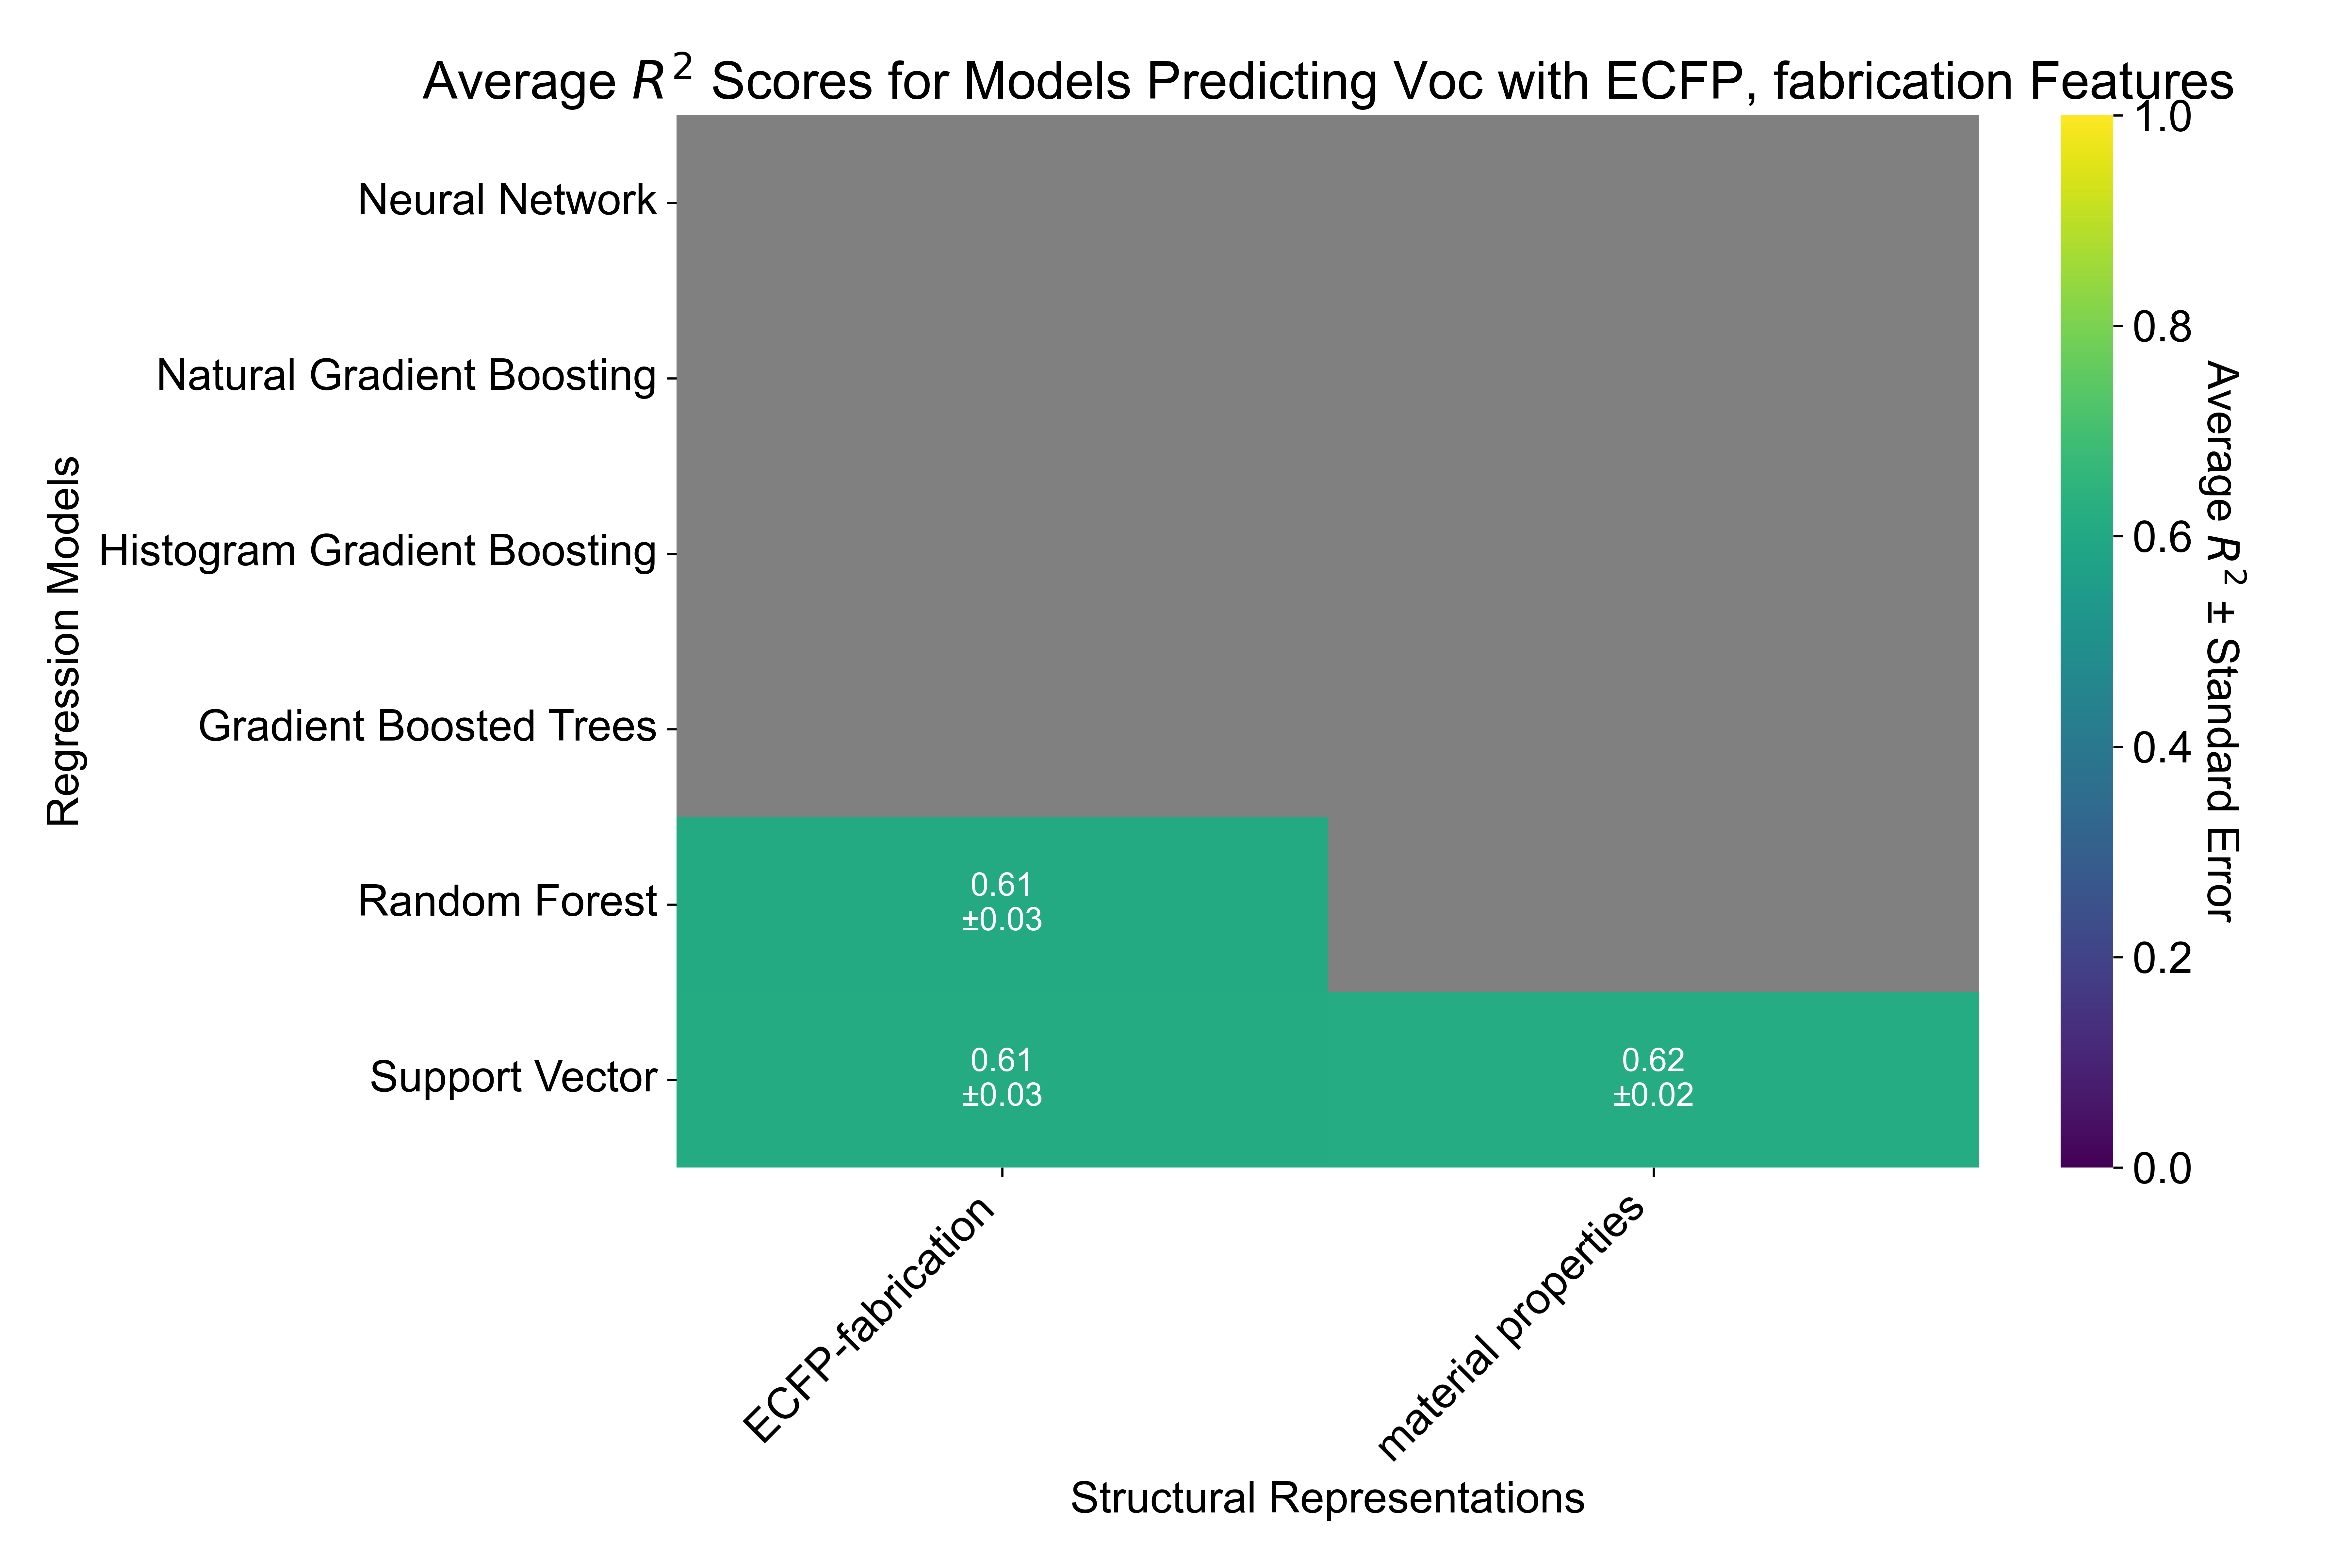 Average R² Scores for Models Predicting Voc with ECFP, fabrication Features
Regression Models
Neural Network
Natural Gradient Boosting
Histogram Gradient Boosting
Gradient Boosted Trees
Random Forest
Support Vector
0.61
±0.03
0.61
±0.03
0.62
±0.02
ECFP-fabrication
material properties
Structural Representations
1.0
0.8
0.6
0.4
0.2
0.0
Average R² ± Standard Error